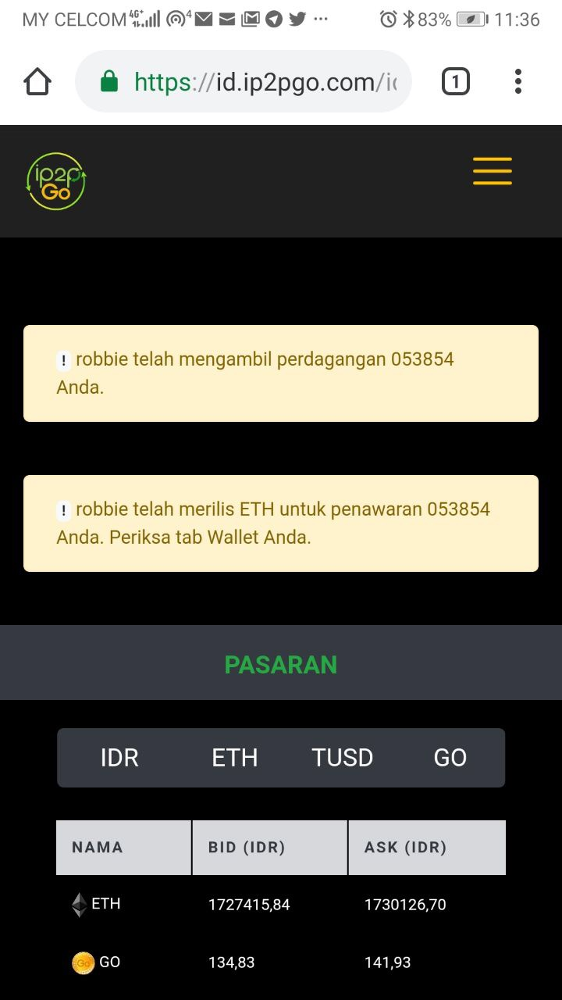 MY CELCOM 4G+ 4 ··· 83% 11:36
https://id.ip2pgo.com/i
1
ip2p
Go
! robbie telah mengambil perdagangan 053854
Anda.
! robbie telah merilis ETH untuk penawaran 053854
Anda. Periksa tab Wallet Anda.
PASARAN
IDR ETH TUSD GO
NAMA BID (IDR) ASK (IDR)
ETH 1727415,84 1730126,70
Go GO 134,83 141,93